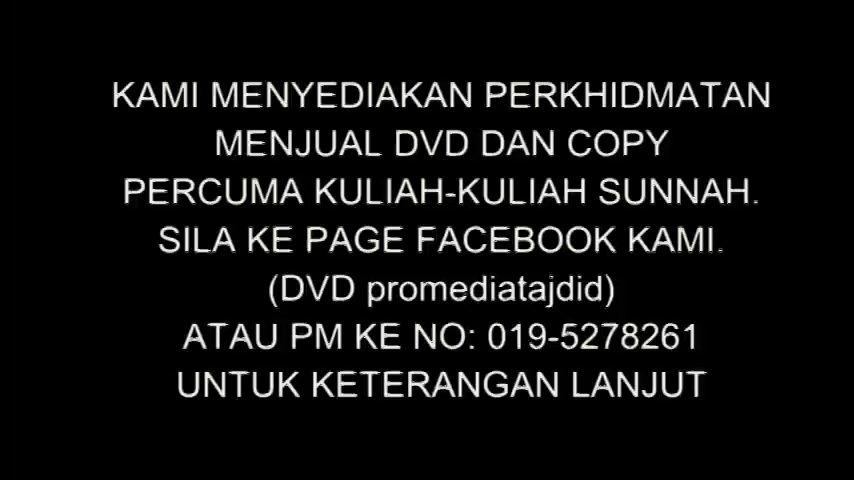 KAMI MENYEDIAKAN PERKHIDMATAN
MENJUAL DVD DAN COPY
PERCUMA KULIAH-KULIAH SUNNAH.
SILA KE PAGE FACEBOOK KAMI.
(DVD promediatajdid)
ATAU PM KE NO: 019-5278261
UNTUK KETERANGAN LANJUT